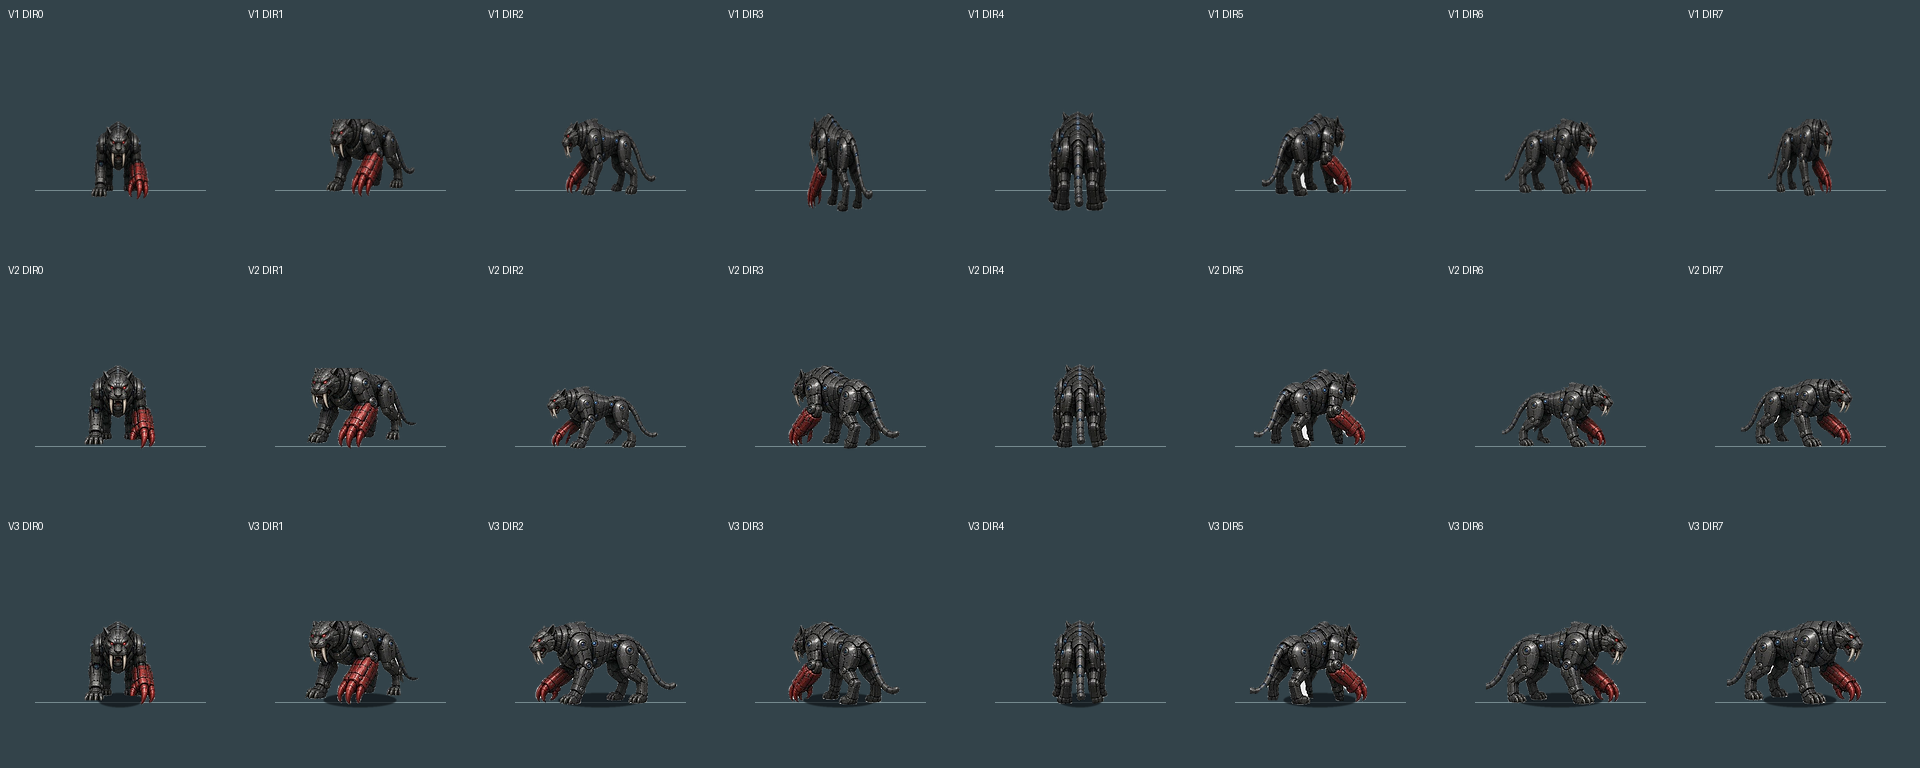 V1 DIR0
V1 DIR1
V1 DIR2
V1 DIR3
V1 DIR4
V1 DIR5
V1 DIR6
V1 DIR7
V2 DIR0
V2 DIR1
V2 DIR2
V2 DIR3
V2 DIR4
V2 DIR5
V2 DIR6
V2 DIR7
V3 DIR0
V3 DIR1
V3 DIR2
V3 DIR3
V3 DIR4
V3 DIR5
V3 DIR6
V3 DIR7